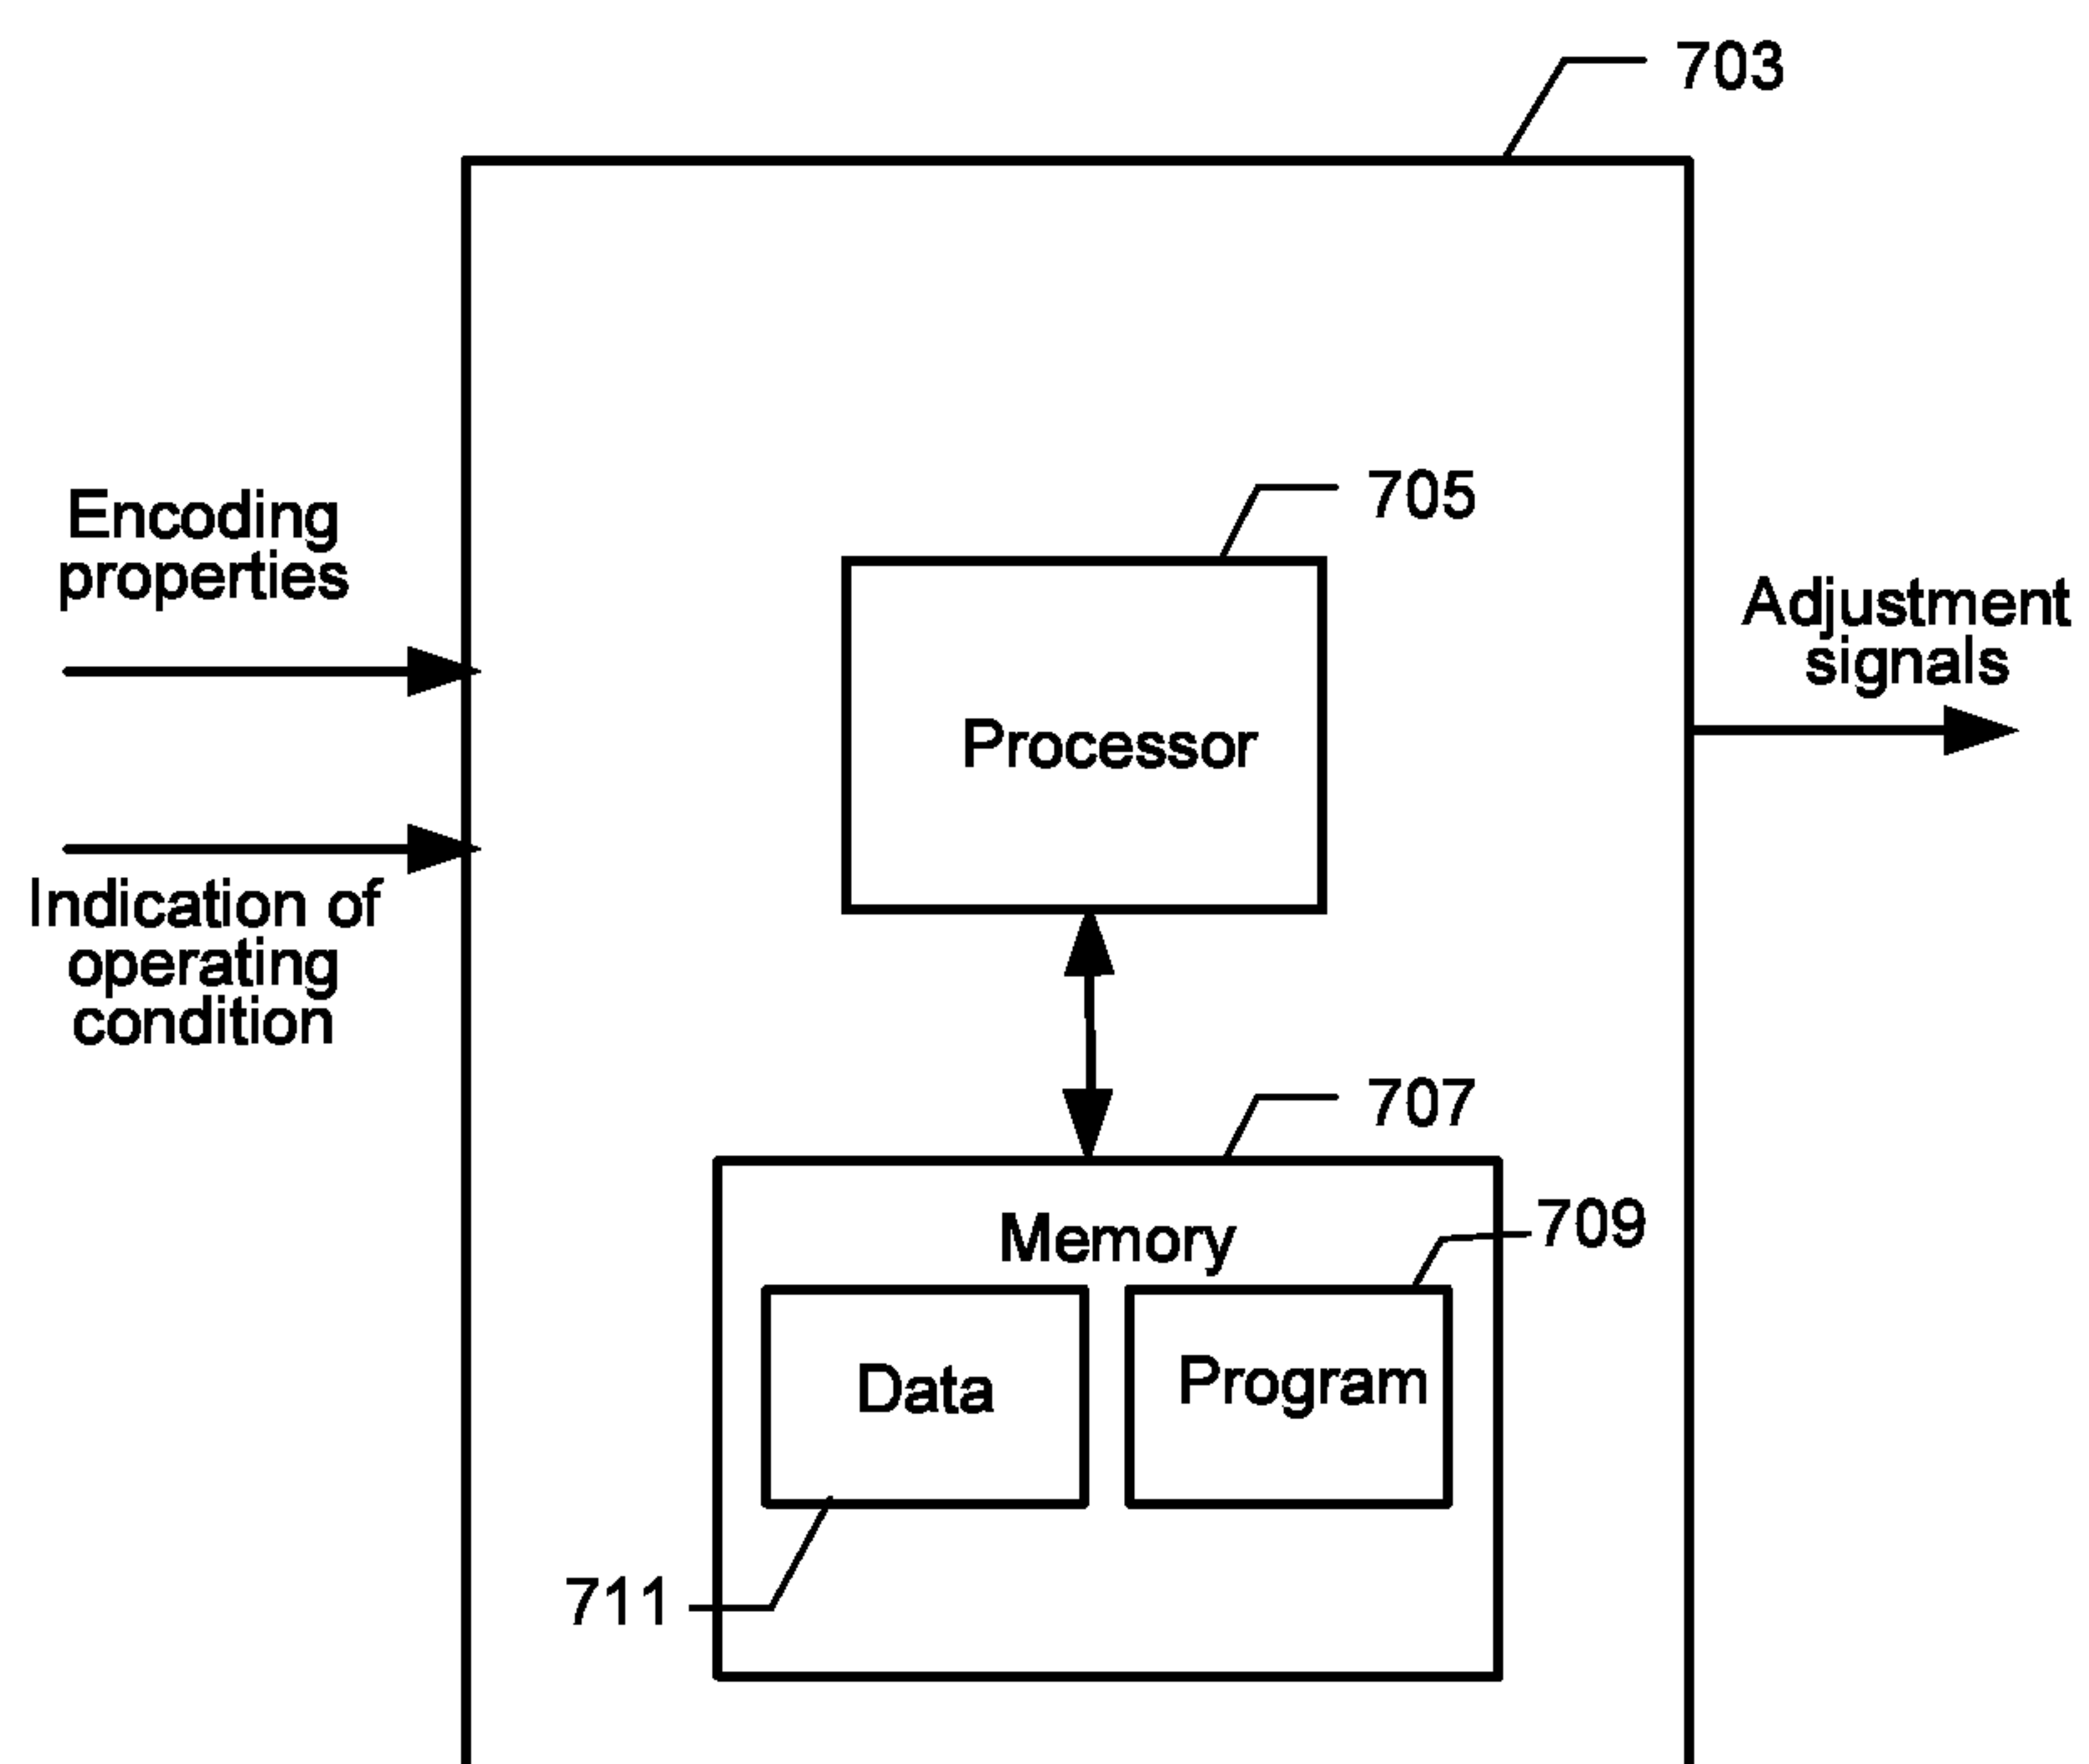 703
705
Encoding
properties
Adjustment
signals
Processor
Indication of
operating
condition
707
709
Memory
Data
Program
711